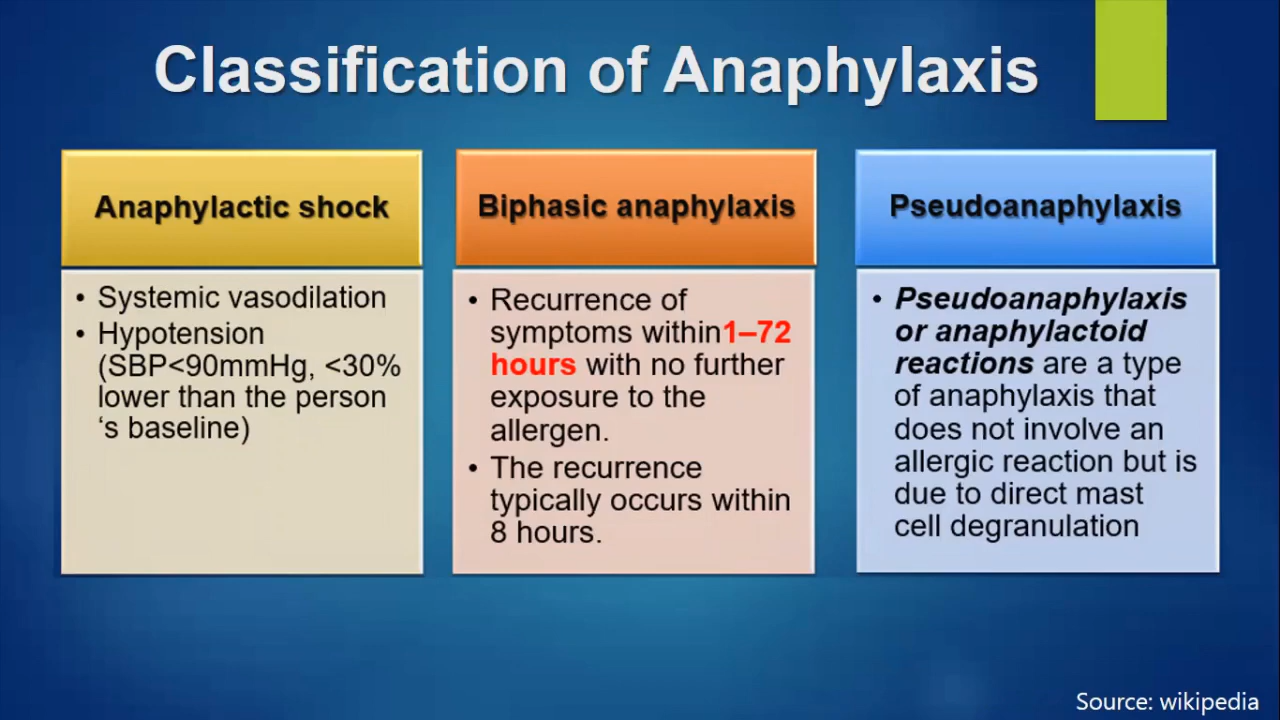 Classification of Anaphylaxis
Anaphylactic shock
• Systemic vasodilation
• Hypotension
(SBP<90mmHg, <30%
lower than the person
‘s baseline)
Biphasic anaphylaxis
• Recurrence of
symptoms within1–72
hours with no further
exposure to the
allergen.
• The recurrence
typically occurs within
8 hours.
Pseudoanaphylaxis
• Pseudoanaphylaxis
or anaphylactoid
reactions are a type
of anaphylaxis that
does not involve an
allergic reaction but is
due to direct mast
cell degranulation
Source: wikipedia